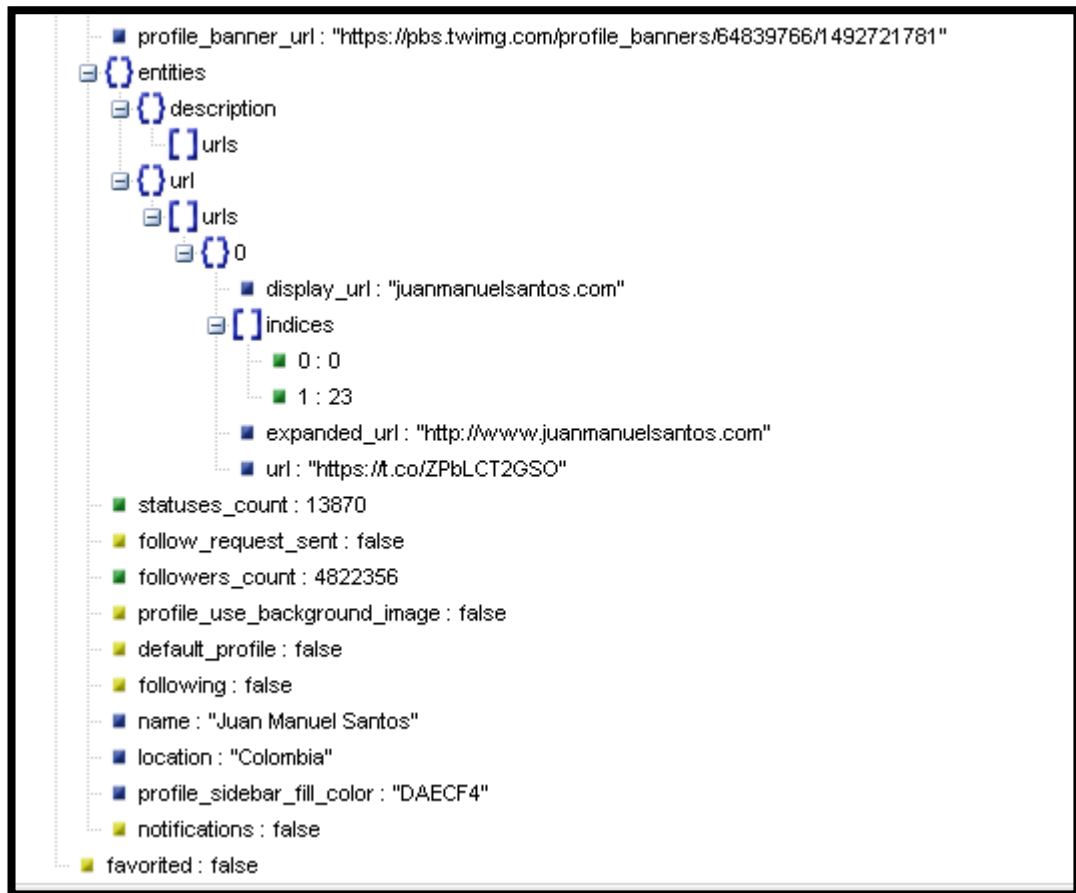 profile_banner_url : "https://pbs.twimg.com/profile_banners/64839766/1492721781"
{} entities
{} description
[ ] urls
{} url
[ ] urls
{} 0
display_url : "juanmanuelsantos.com"
[ ] indices
0 : 0
1 : 23
expanded_url : "http://www.juanmanuelsantos.com"
url : "https://t.co/ZPbLCT2GSO"
statuses_count : 13870
follow_request_sent : false
followers_count : 4822356
profile_use_background_image : false
default_profile : false
following : false
name : "Juan Manuel Santos"
location : "Colombia"
profile_sidebar_fill_color : "DAECF4"
notifications : false
favorited : false